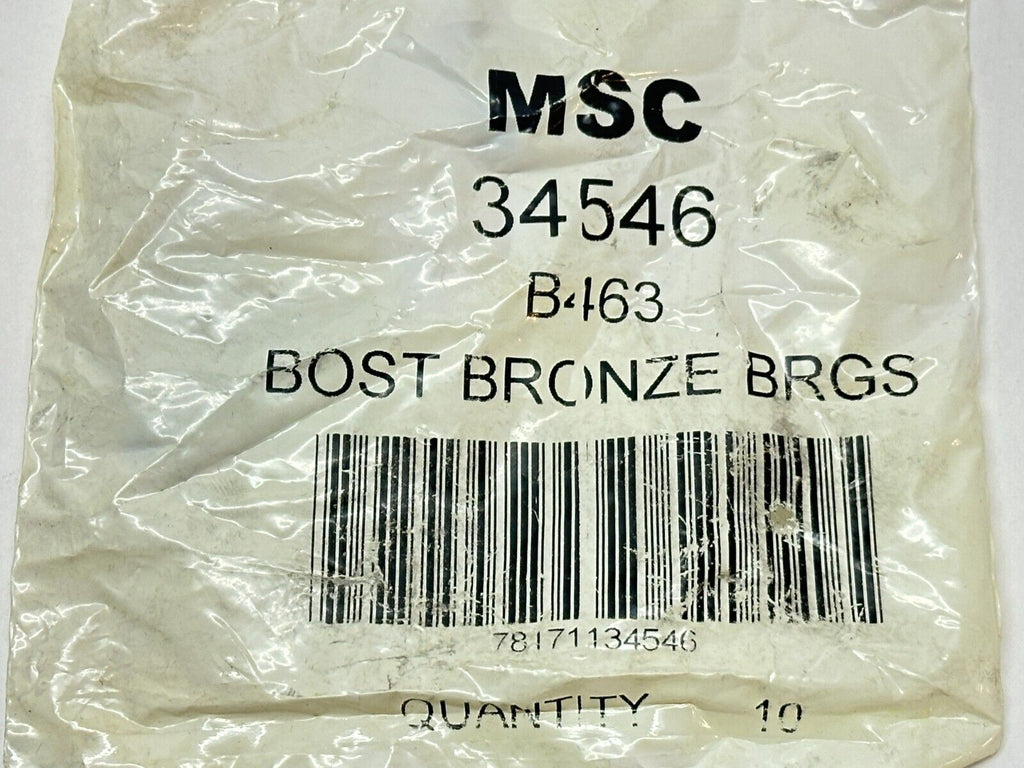 MSC
34546
B463
BOST BRONZE BRGS
78171134546
QUANTITY 10